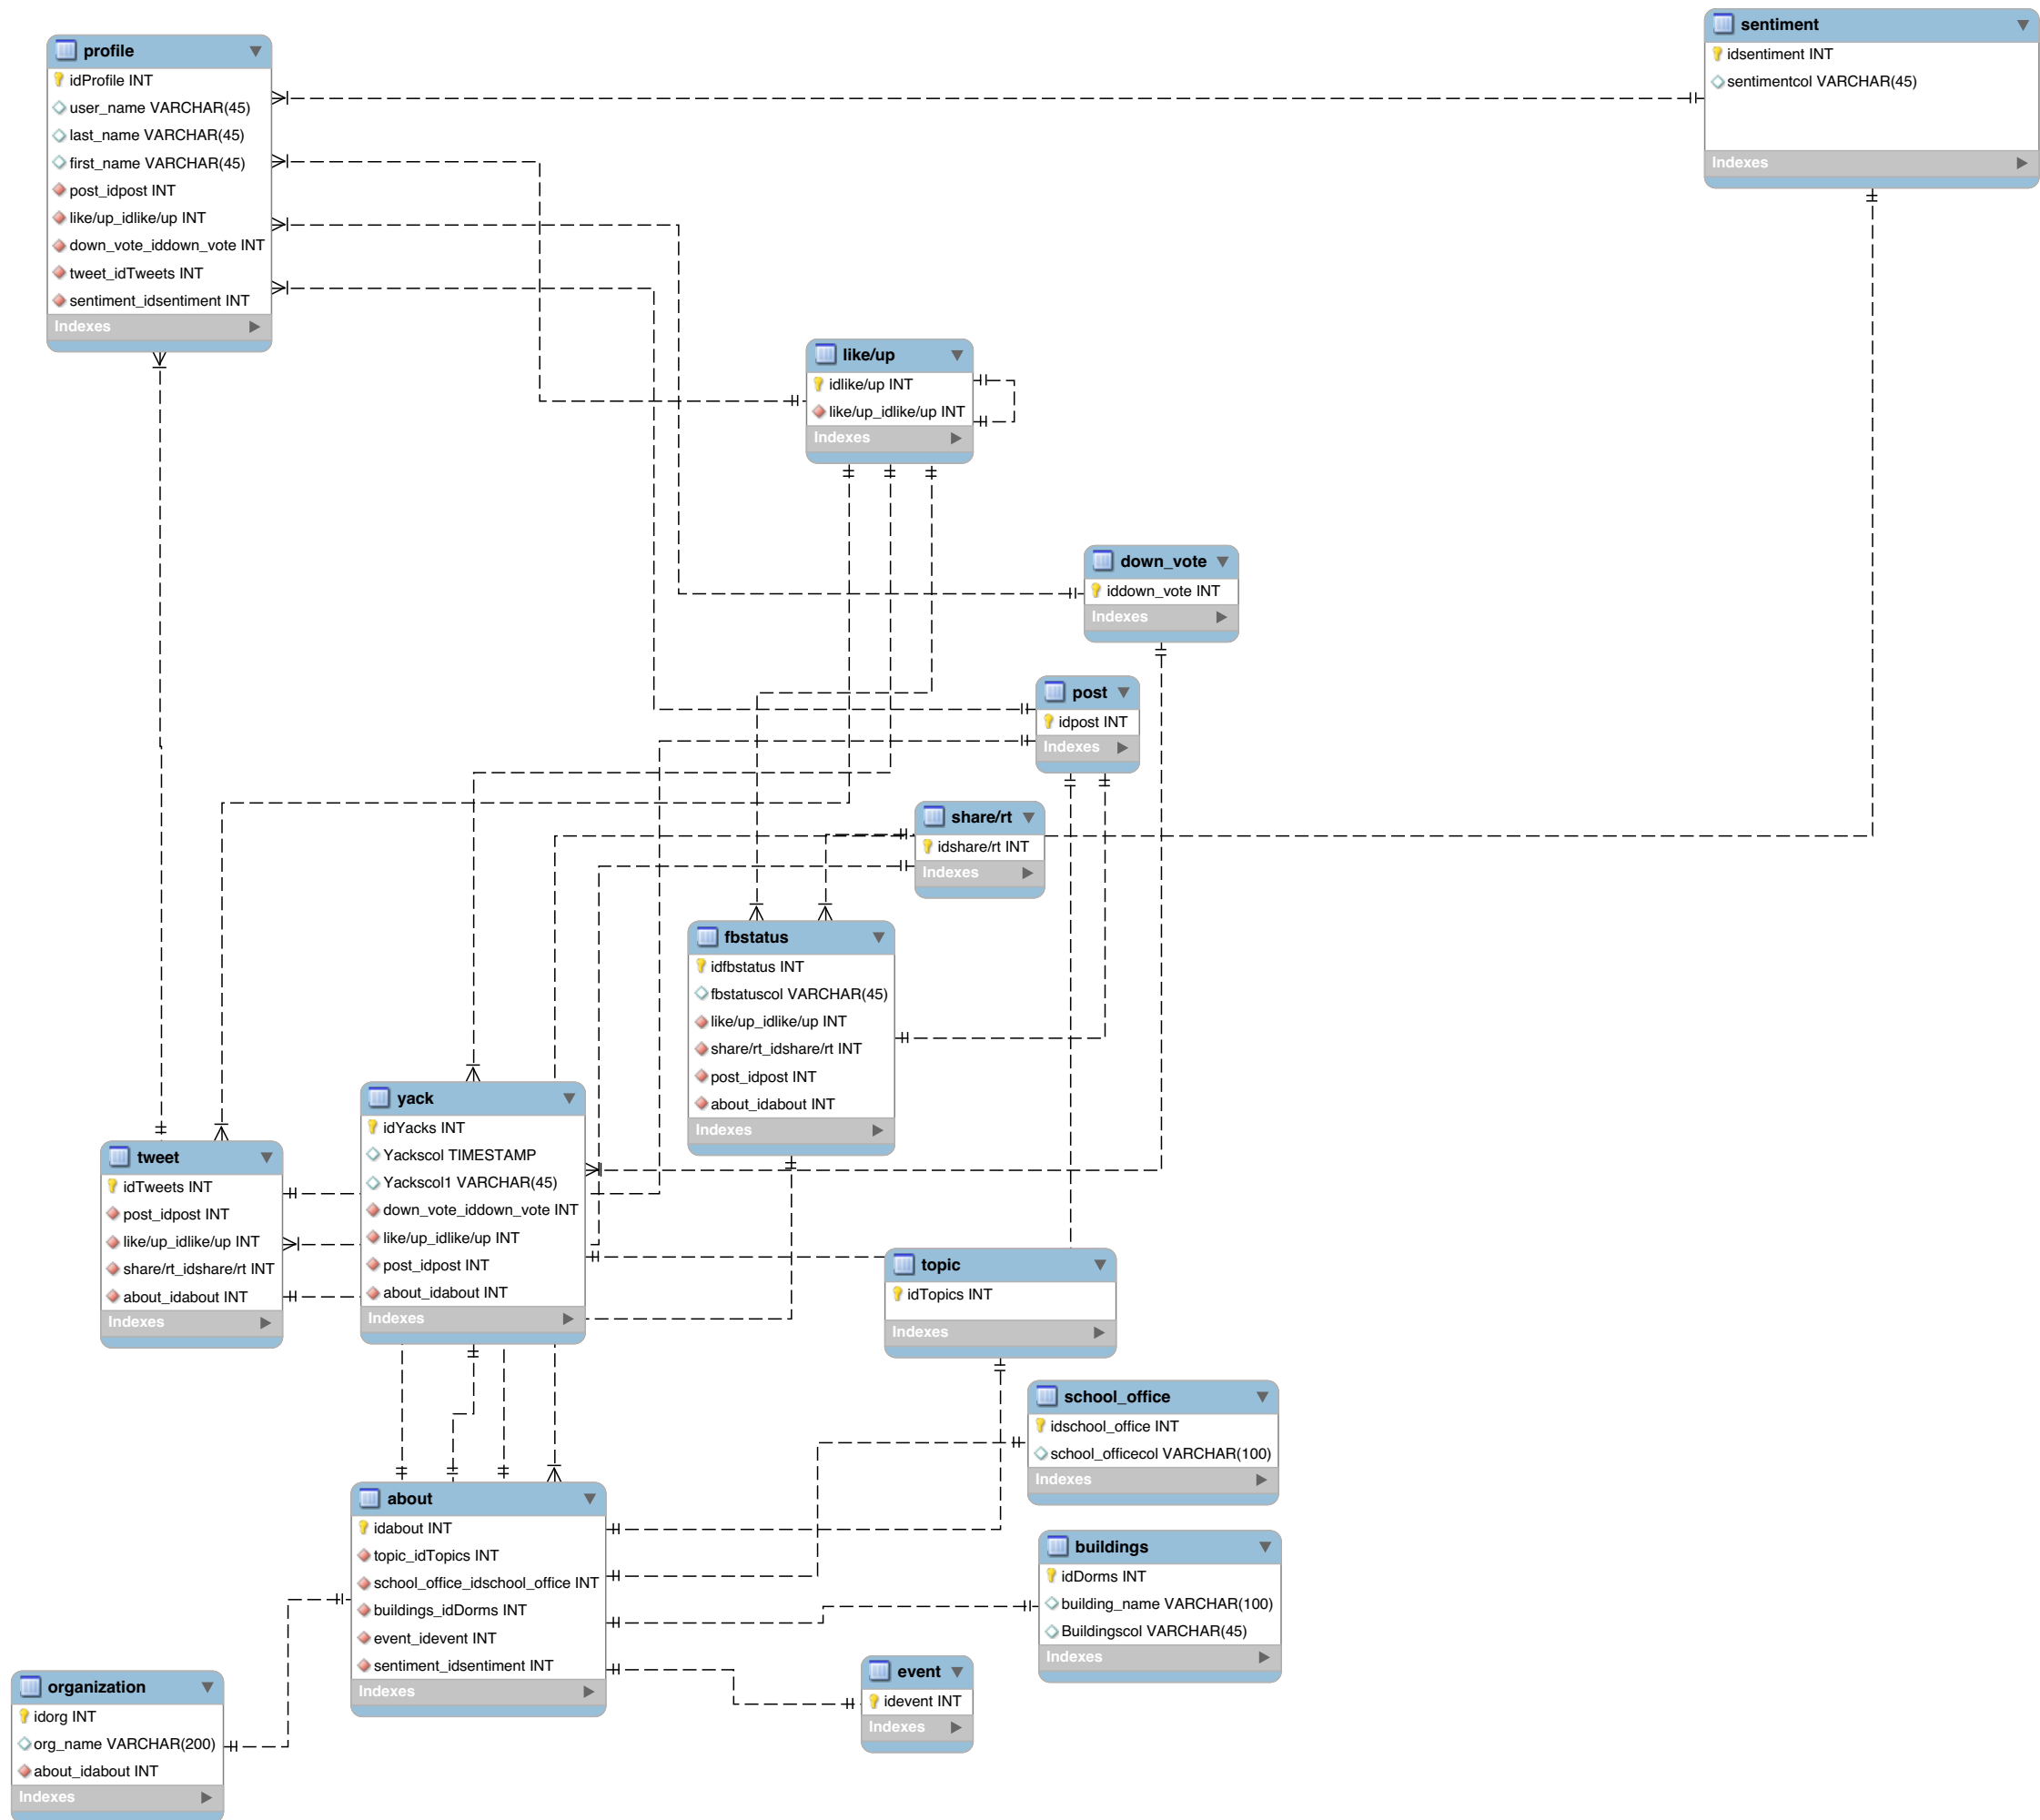 profile
idProfile INT
user_name VARCHAR(45)
last_name VARCHAR(45)
first_name VARCHAR(45)
post_idpost INT
like/up_idlike/up INT
down_vote_iddown_vote INT
tweet_idTweets INT
sentiment_idsentiment INT
Indexes
sentiment
idsentiment INT
sentimentcol VARCHAR(45)
Indexes
like/up
idlike/up INT
like/up_idlike/up INT
Indexes
down_vote
iddown_vote INT
Indexes
post
idpost INT
Indexes
share/rt
idshare/rt INT
Indexes
fbstatus
idfbstatus INT
fbstatuscol VARCHAR(45)
like/up_idlike/up INT
share/rt_idshare/rt INT
post_idpost INT
about_idabout INT
Indexes
yack
idYacks INT
Yackscol TIMESTAMP
Yackscol1 VARCHAR(45)
down_vote_iddown_vote INT
like/up_idlike/up INT
post_idpost INT
about_idabout INT
Indexes
tweet
idTweets INT
post_idpost INT
like/up_idlike/up INT
share/rt_idshare/rt INT
about_idabout INT
Indexes
topic
idTopics INT
Indexes
school_office
idschool_office INT
school_officecol VARCHAR(100)
Indexes
about
idabout INT
topic_idTopics INT
school_office_idschool_office INT
buildings_idDorms INT
event_idevent INT
sentiment_idsentiment INT
Indexes
buildings
idDorms INT
building_name VARCHAR(100)
Buildingscol VARCHAR(45)
Indexes
event
idevent INT
Indexes
organization
idorg INT
org_name VARCHAR(200)
about_idabout INT
Indexes